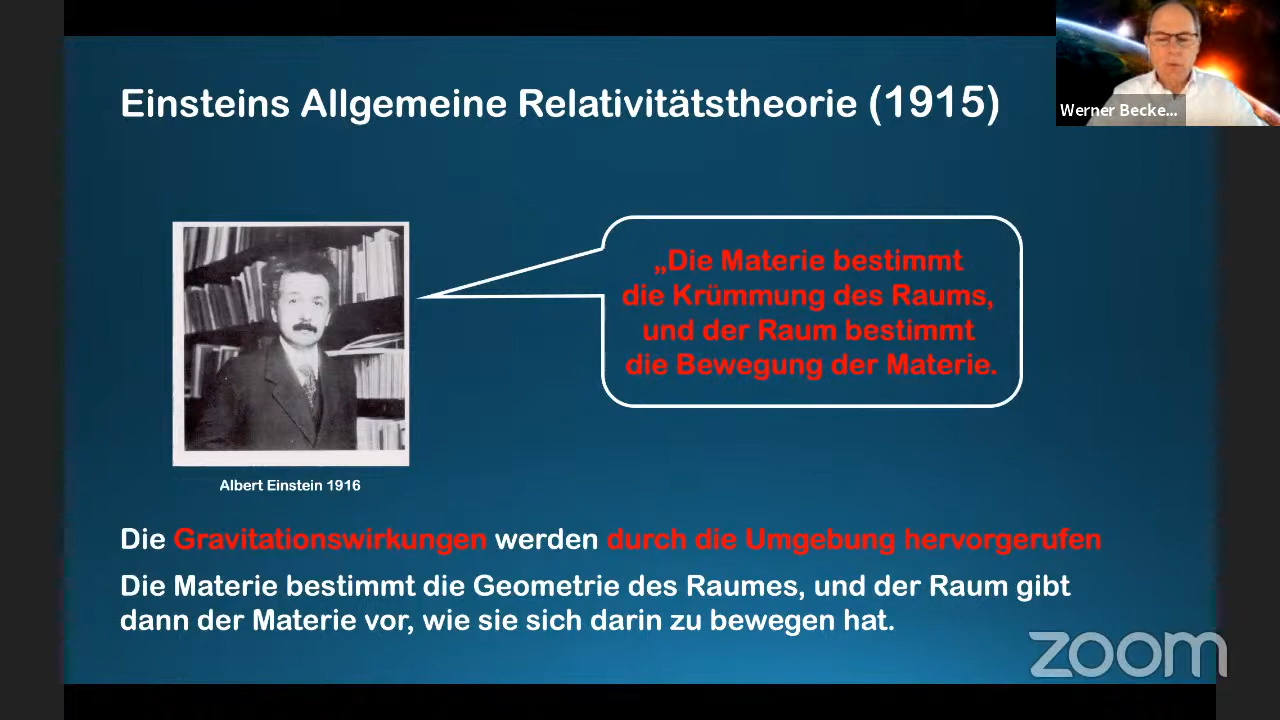 Einsteins Allgemeine Relativitätstheorie (1915)
Werner Becke...
„Die Materie bestimmt
die Krümmung des Raums,
und der Raum bestimmt
die Bewegung der Materie.
Albert Einstein 1916
Die Gravitationswirkungen werden durch die Umgebung hervorgerufen
Die Materie bestimmt die Geometrie des Raumes, und der Raum gibt
dann der Materie vor, wie sie sich darin zu bewegen hat.
zoom